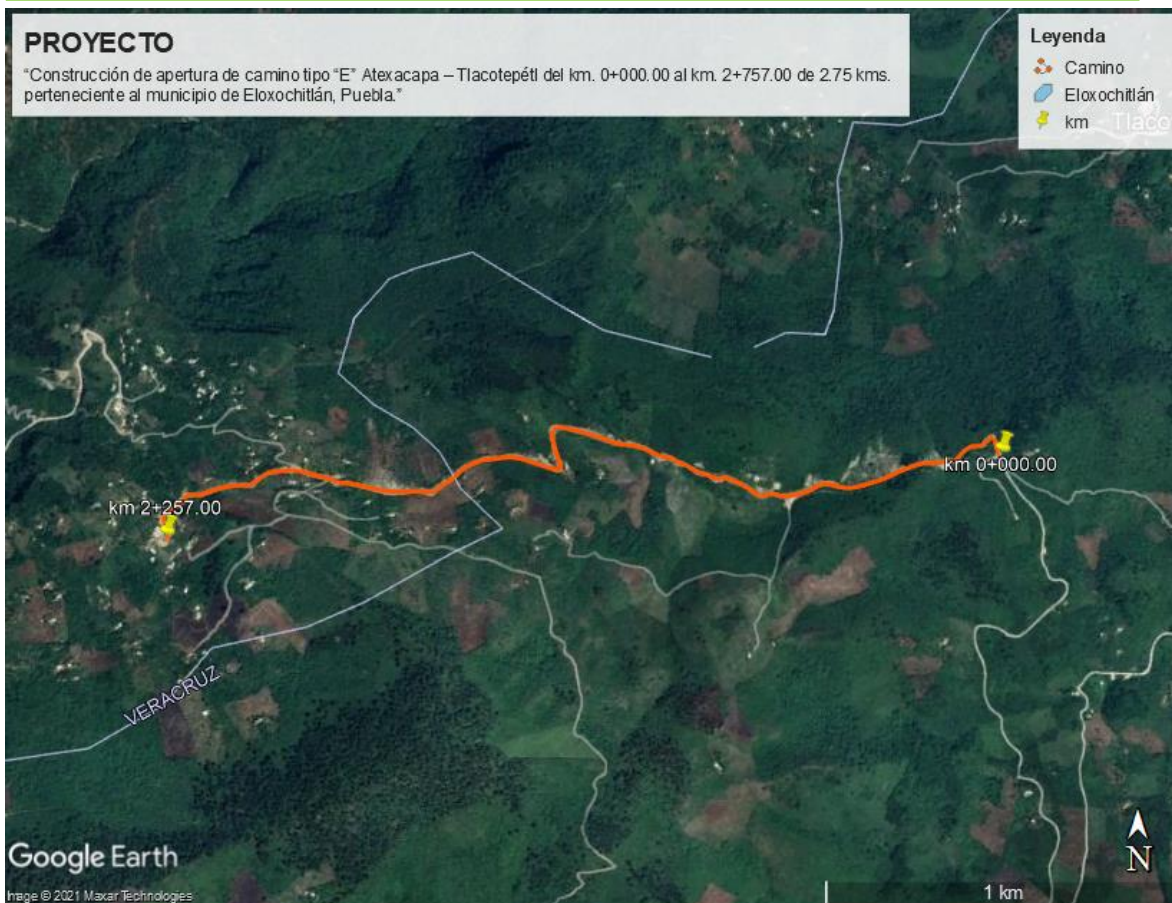 PROYECTO
“Construcción de apertura de camino tipo “E” Atexacapa – Tlacotepétl del km. 0+000.00 al km. 2+757.00 de 2.75 kms.
perteneciente al municipio de Eloxochitlán, Puebla.”
Leyenda
Camino
Eloxochitlán
km
Tlaco
km 0+000.00
km 2+257.00
VERACRUZ
Google Earth
Image © 2021 Maxar Technologies
N
1 km